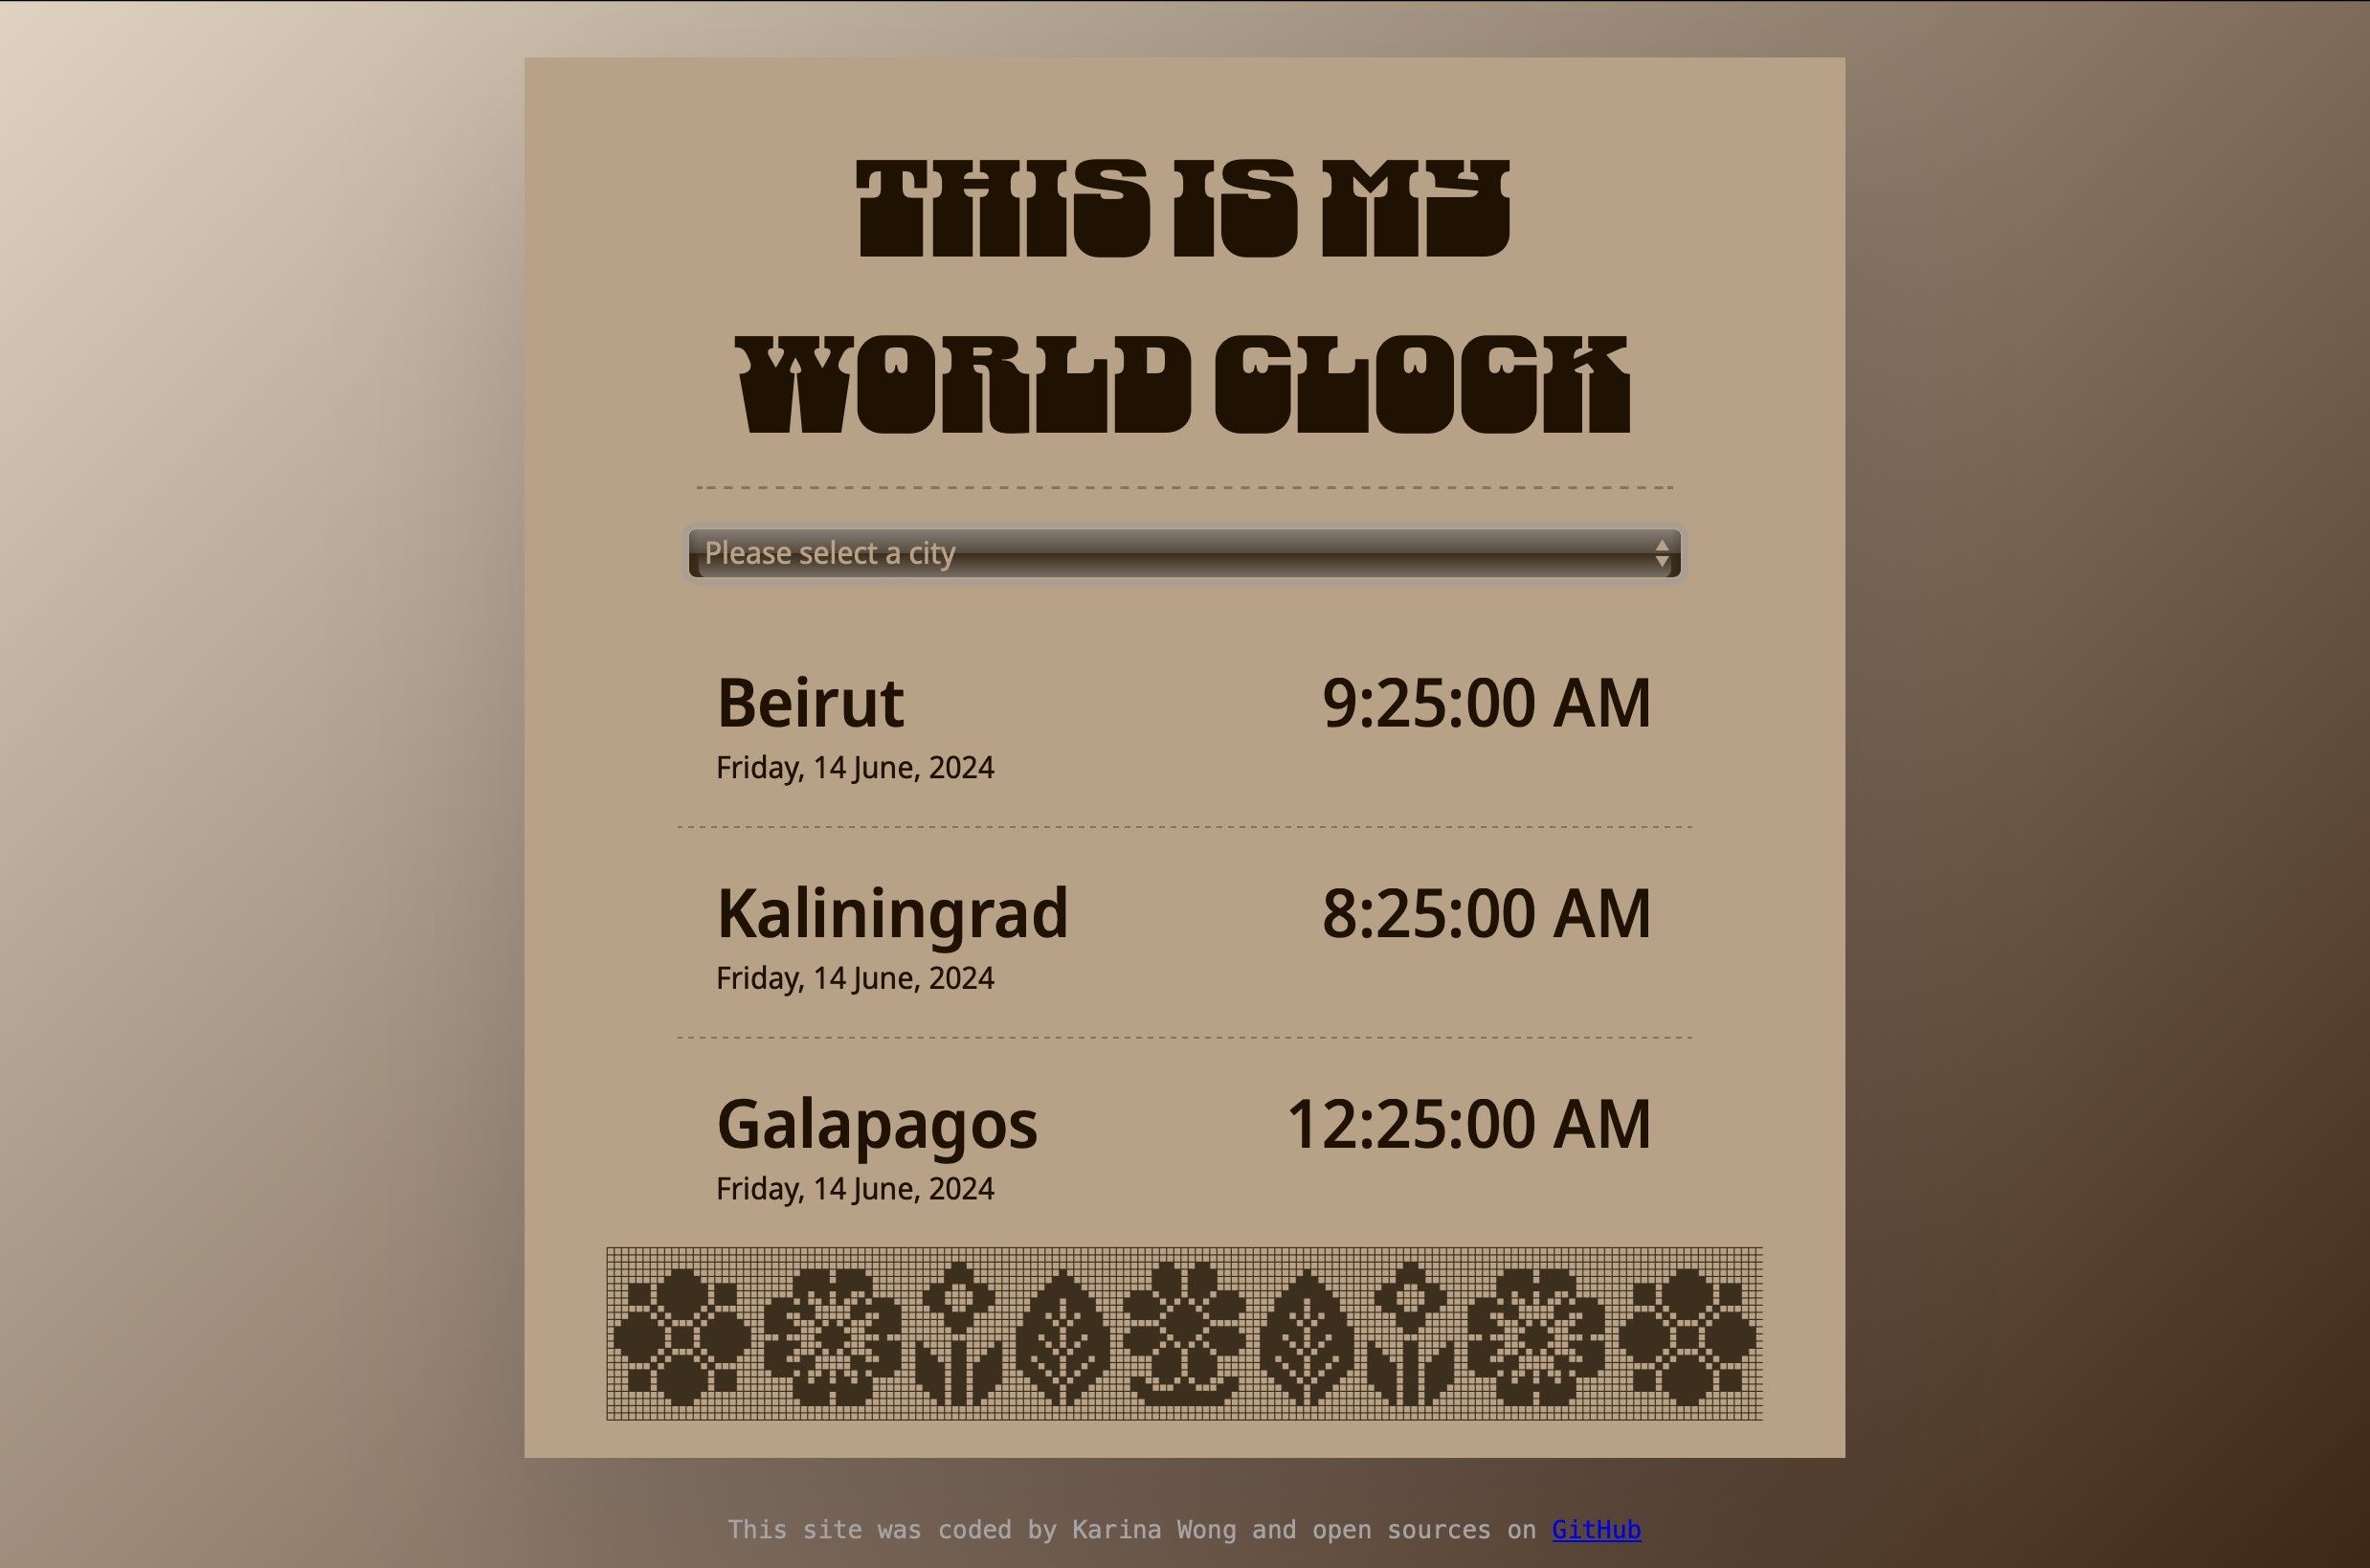 THIS IS MY
WORLD CLOCK
Please select a city
Beirut 9:25:00 AM
Friday, 14 June, 2024
Kaliningrad 8:25:00 AM
Friday, 14 June, 2024
Galapagos 12:25:00 AM
Friday, 14 June, 2024
This site was coded by Karina Wong and open sources on GitHub